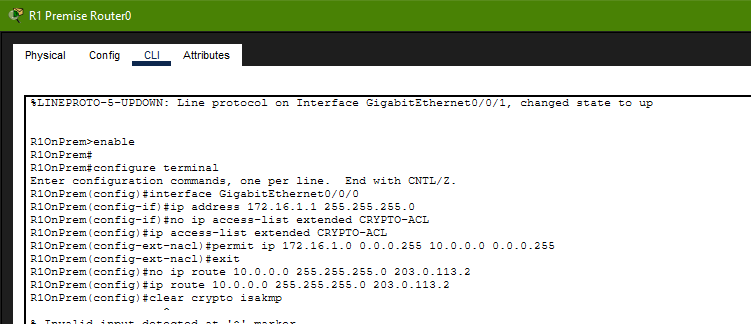 R1 Premise Router0
Physical Config CLI Attributes
%LINEPROTO-5-UPDOWN: Line protocol on Interface GigabitEthernet0/0/1, changed state to up
R1OnPrem>enable
R1OnPrem#
R1OnPrem#configure terminal
Enter configuration commands, one per line.  End with CNTL/Z.
R1OnPrem(config)#interface GigabitEthernet0/0/0
R1OnPrem(config-if)#ip address 172.16.1.1 255.255.255.0
R1OnPrem(config-if)#no ip access-list extended CRYPTO-ACL
R1OnPrem(config)#ip access-list extended CRYPTO-ACL
R1OnPrem(config-ext-nacl)#permit ip 172.16.1.0 0.0.0.255 10.0.0.0 0.0.0.255
R1OnPrem(config-ext-nacl)#exit
R1OnPrem(config)#no ip route 10.0.0.0 255.255.255.0 203.0.113.2
R1OnPrem(config)#ip route 10.0.0.0 255.255.255.0 203.0.113.2
R1OnPrem(config)#clear crypto isakmp
^
% Invalid input detected at '^' marker.